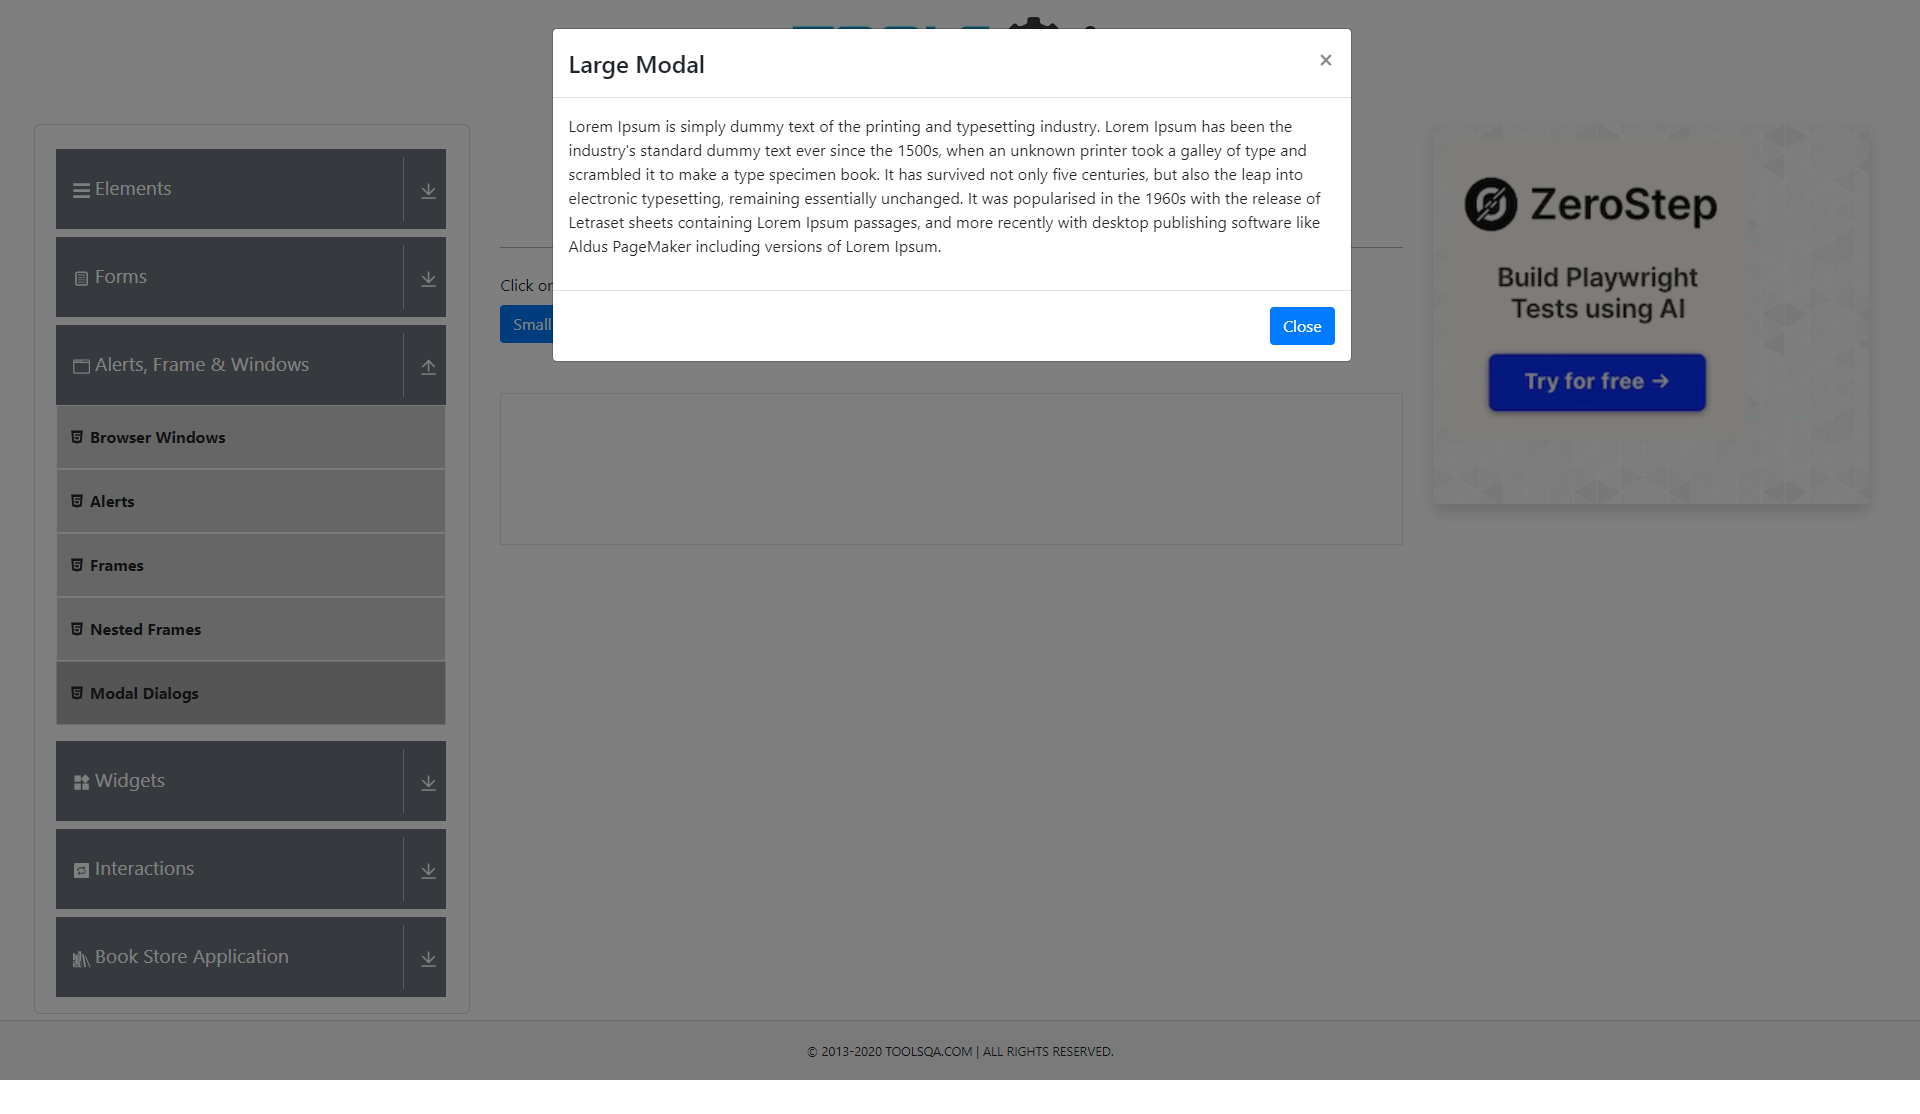 Large Modal
×
Lorem Ipsum is simply dummy text of the printing and typesetting industry. Lorem Ipsum has been the
industry's standard dummy text ever since the 1500s, when an unknown printer took a galley of type and
scrambled it to make a type specimen book. It has survived not only five centuries, but also the leap into
electronic typesetting, remaining essentially unchanged. It was popularised in the 1960s with the release of
Letraset sheets containing Lorem Ipsum passages, and more recently with desktop publishing software like
Aldus PageMaker including versions of Lorem Ipsum.
Close
Elements
Forms
Alerts, Frame & Windows
Browser Windows
Alerts
Frames
Nested Frames
Modal Dialogs
Widgets
Interactions
Book Store Application
Click
Small
ZeroStep
Build Playwright
Tests using AI
Try for free →
© 2013-2020 TOOLSQA.COM | ALL RIGHTS RESERVED.